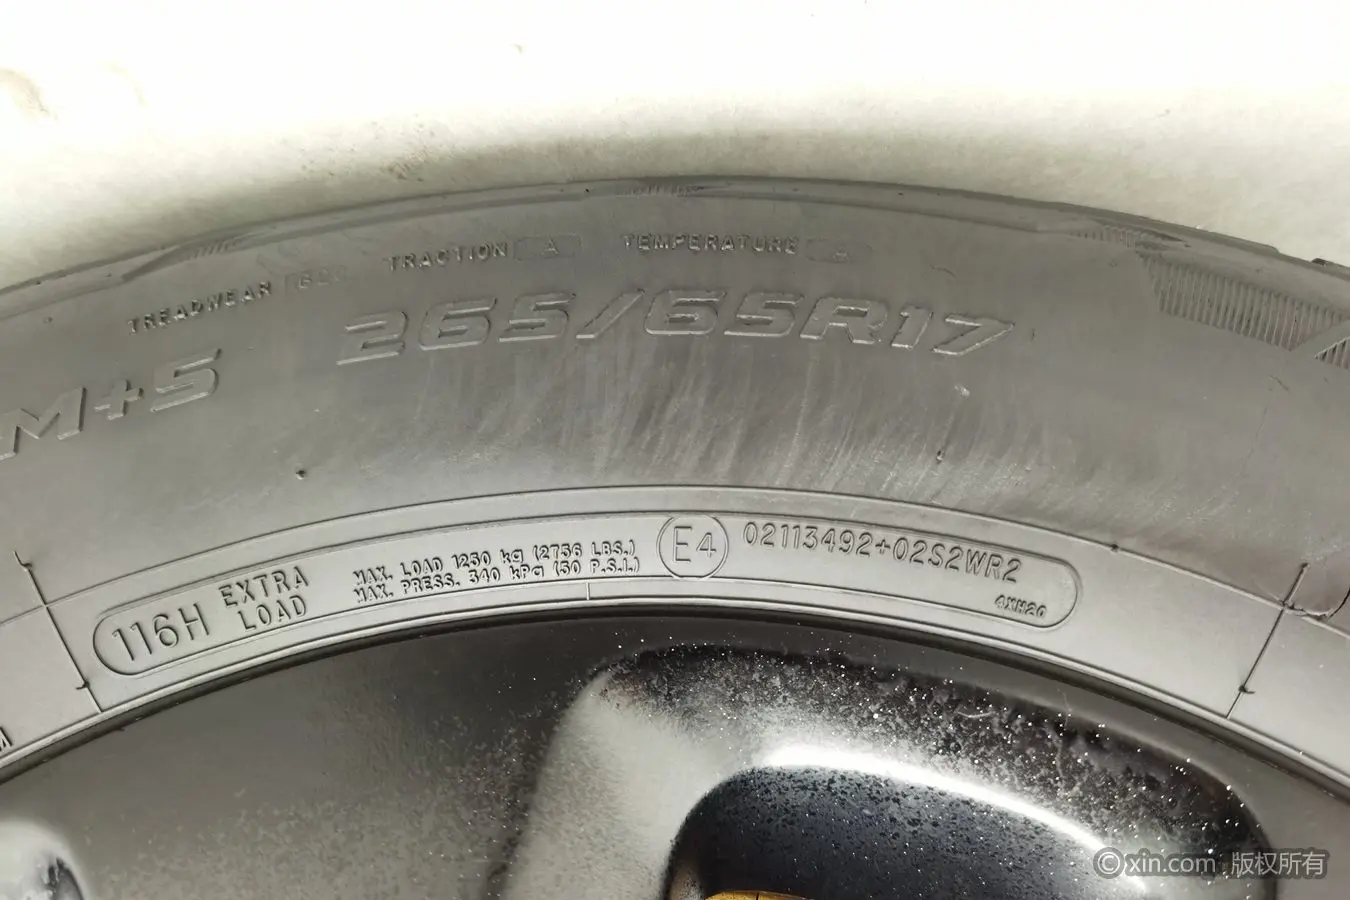 TREADWEAR
TRACTION A TEMPERATURE A
M+S 265/65R17
116H EXTRA LOAD
MAX. LOAD 1250 kg (2756 LBS.)
MAX. PRESS. 340 kPa (50 P.S.I.)
E4 02113492+02S2WR2
4XH20
©xin.com 版权所有